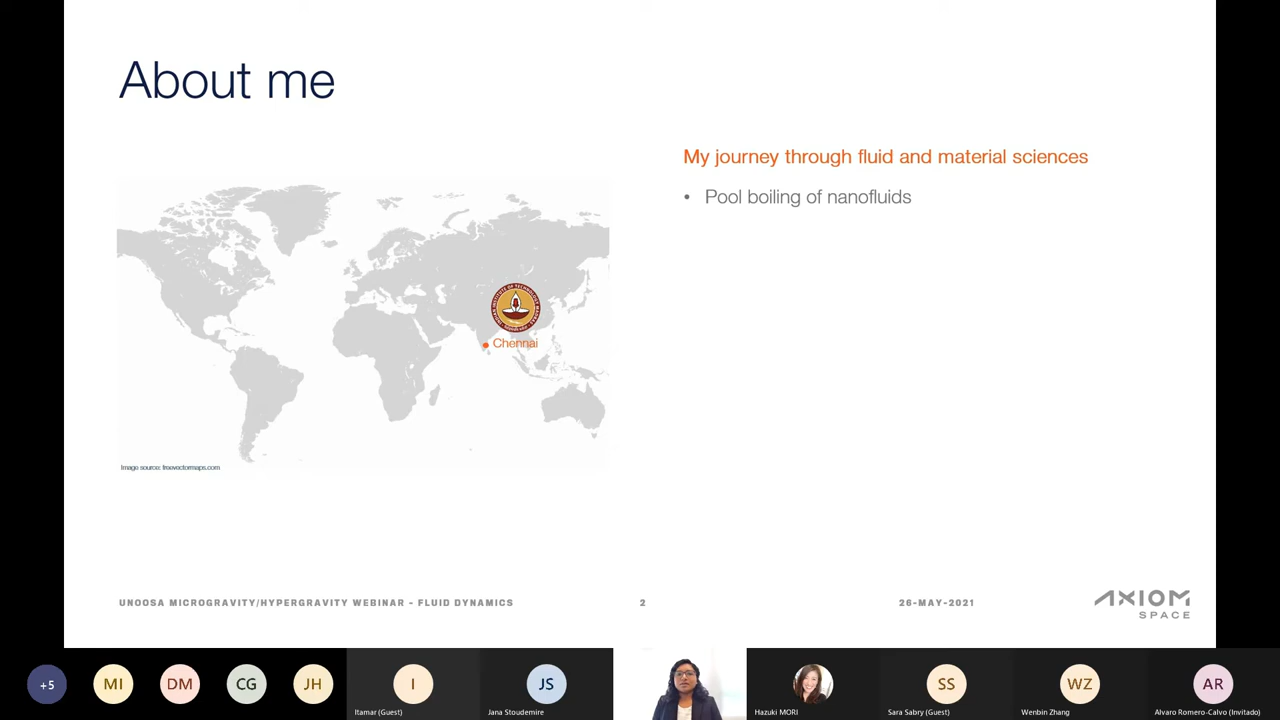 About me
My journey through fluid and material sciences
• Pool boiling of nanofluids
Chennai
Image source: freevectormaps.com
UNOOSA MICROGRAVITY/HYPERGRAVITY WEBINAR - FLUID DYNAMICS
2
26-MAY-2021
AXIOM
SPACE
+5
MI
DM
CG
JH
I
JS
SS
WZ
AR
Itamar (Guest)
Jana Stoudemire
Hazuki MORI
Sara Sabry (Guest)
Wenbin Zhang
Alvaro Romero-Calvo (Invitado)